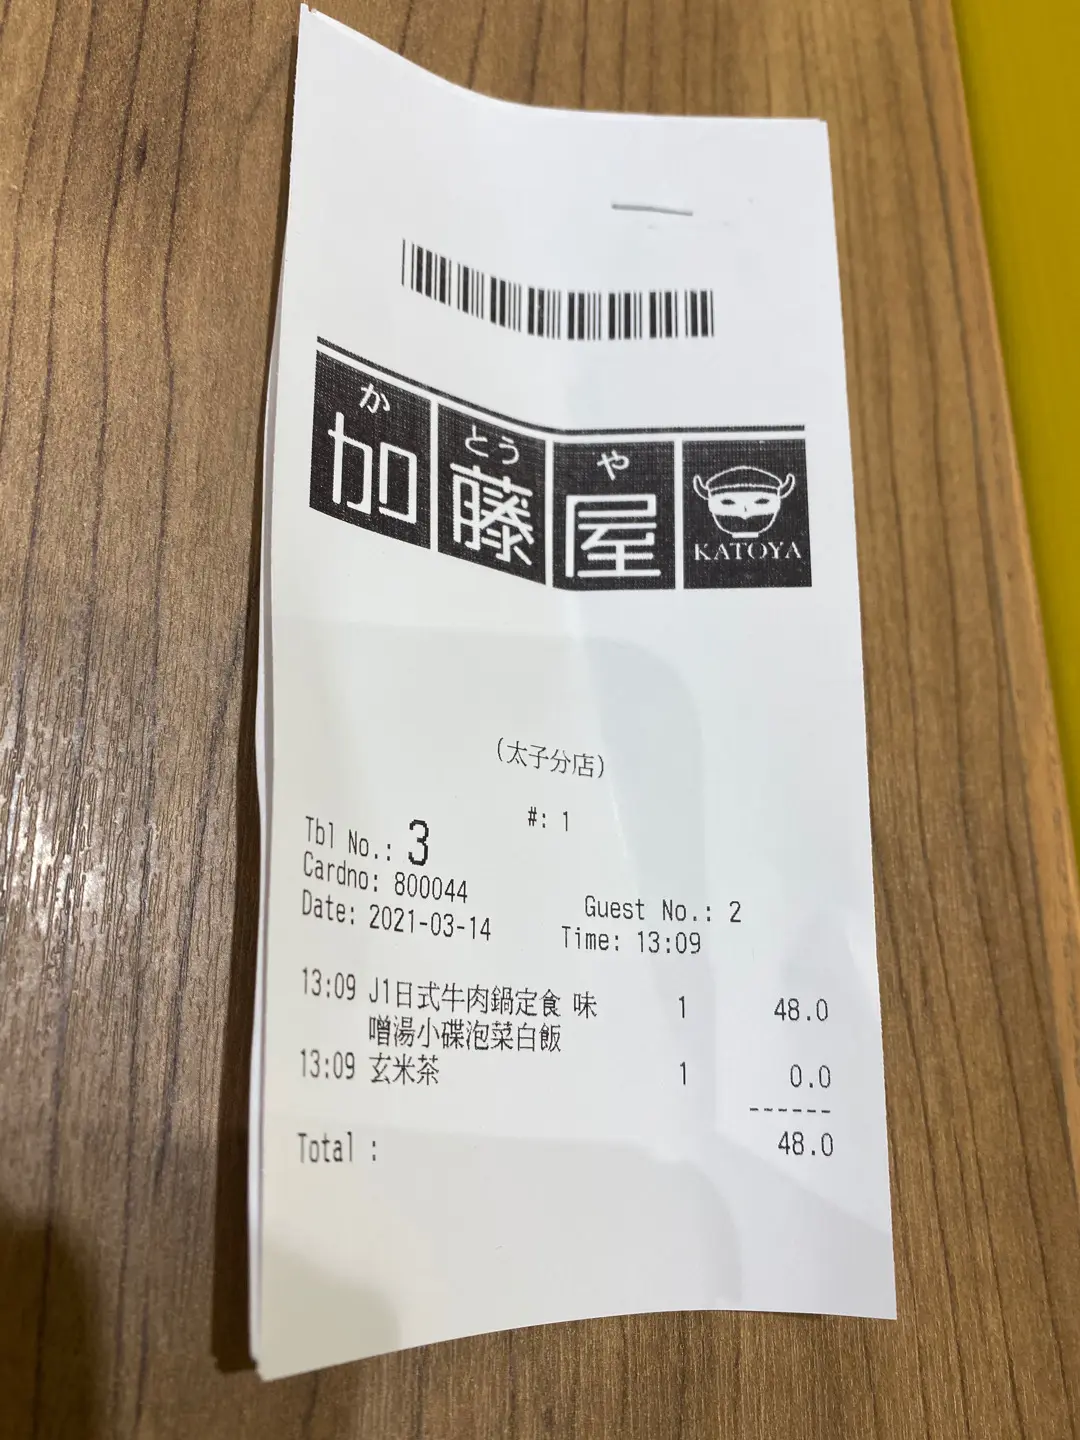 か とう や
加藤屋
KATOYA
(太子分店)
#: 1
Tbl No.: 3
Cardno: 800044
Guest No.: 2
Date: 2021-03-14 Time: 13:09
13:09 J1日式牛肉鍋定食 味 1 48.0
噌湯小碟泡菜白飯
13:09 玄米茶 1 0.0
------
Total : 48.0